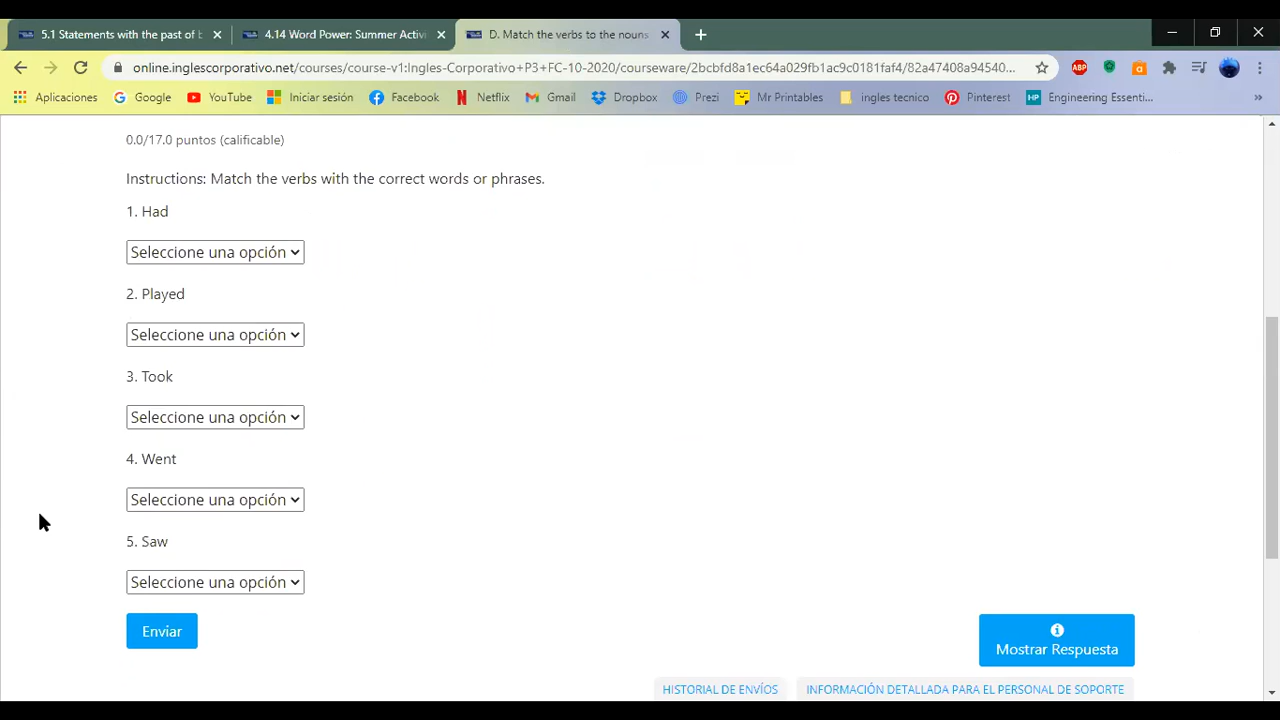 5.1 Statements with the past of b
4.14 Word Power: Summer Activi
D. Match the verbs to the nouns
online.inglescorporativo.net/courses/course-v1:Ingles-Corporativo+P3+FC-10-2020/courseware/2bcbfd8a1ec64a029fb1ac9c0181faf4/82a47408a94540...
ABP
Aplicaciones Google YouTube Iniciar sesión Facebook Netflix Gmail Dropbox Prezi Mr Printables ingles tecnico Pinterest HP Engineering Essenti... »
0.0/17.0 puntos (calificable)
Instructions: Match the verbs with the correct words or phrases.
1. Had
Seleccione una opción
2. Played
Seleccione una opción
3. Took
Seleccione una opción
4. Went
Seleccione una opción
5. Saw
Seleccione una opción
Enviar
Mostrar Respuesta
HISTORIAL DE ENVÍOS
INFORMACIÓN DETALLADA PARA EL PERSONAL DE SOPORTE